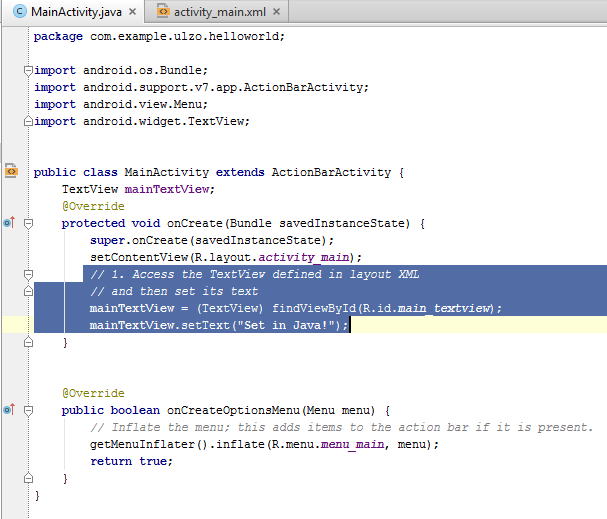 MainActivity.java
activity_main.xml
package com.example.ulzo.helloworld;
import android.os.Bundle;
import android.support.v7.app.ActionBarActivity;
import android.view.Menu;
import android.widget.TextView;
public class MainActivity extends ActionBarActivity {
    TextView mainTextView;
    @Override
    protected void onCreate(Bundle savedInstanceState) {
        super.onCreate(savedInstanceState);
        setContentView(R.layout.activity_main);
        // 1. Access the TextView defined in layout XML
        // and then set its text
        mainTextView = (TextView) findViewById(R.id.main_textview);
        mainTextView.setText("Set in Java!");
    }
    @Override
    public boolean onCreateOptionsMenu(Menu menu) {
        // Inflate the menu; this adds items to the action bar if it is present.
        getMenuInflater().inflate(R.menu.menu_main, menu);
        return true;
    }
}